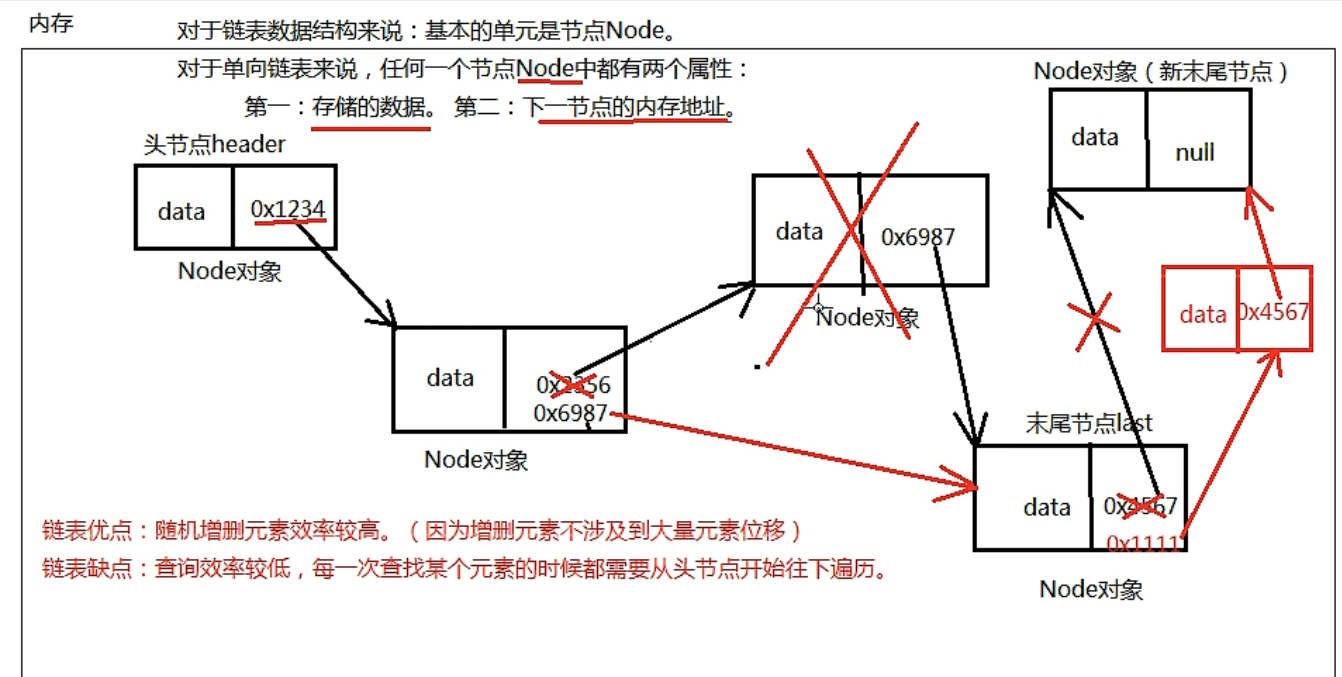 内存
对于链表数据结构来说：基本的单元是节点Node。
对于单向链表来说，任何一个节点Node中都有两个属性：
第一：存储的数据。 第二：下一节点的内存地址。
Node对象（新末尾节点）
data
null
头节点header
data
0x1234
Node对象
data
0x6987
Node对象
data
0x4567
data
0x2356
0x6987
Node对象
末尾节点last
data
0x4567
0x1111
Node对象
链表优点：随机增删元素效率较高。（因为增删元素不涉及到大量元素位移）
链表缺点：查询效率较低，每一次查找某个元素的时候都需要从头节点开始往下遍历。